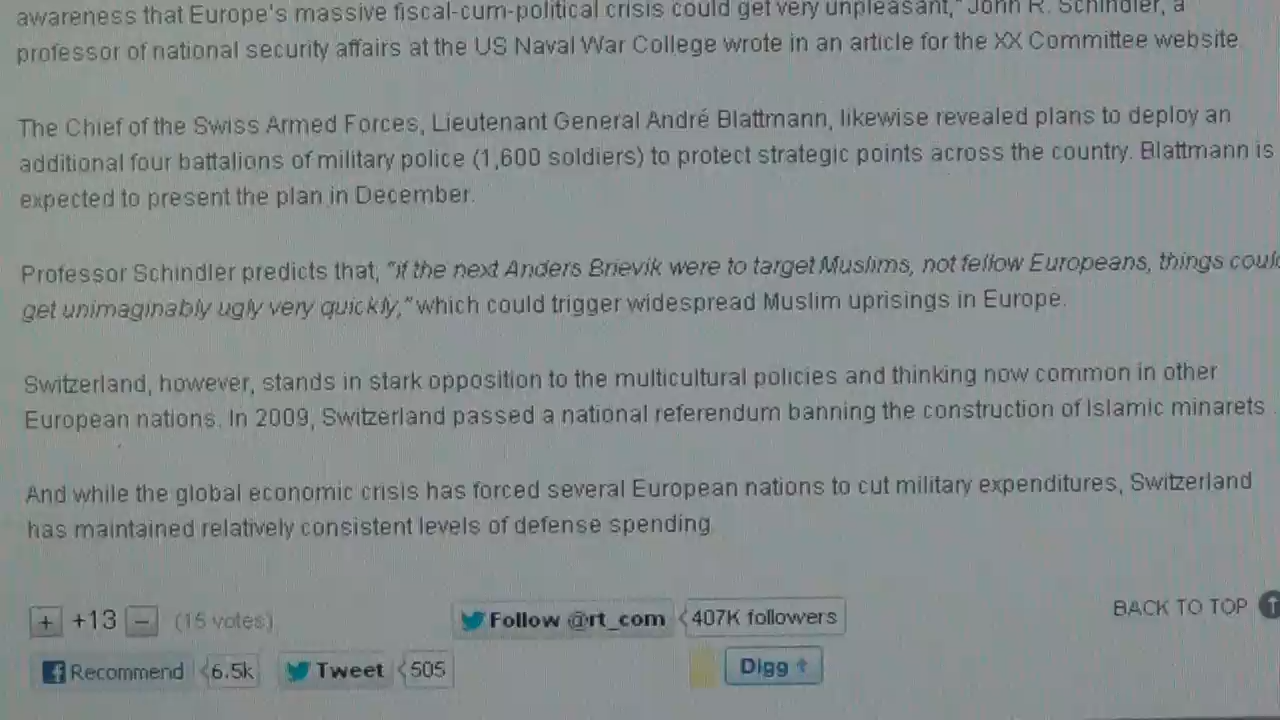 awareness that Europe's massive fiscal-cum-political crisis could get very unpleasant," John R. Schindler, a
professor of national security affairs at the US Naval War College wrote in an article for the XX Committee website
The Chief of the Swiss Armed Forces, Lieutenant General André Blattmann, likewise revealed plans to deploy an
additional four battalions of military police (1,600 soldiers) to protect strategic points across the country. Blattmann is
expected to present the plan in December.
Professor Schindler predicts that, "if the next Anders Brievik were to target Muslims, not fellow Europeans, things could
get unimaginably ugly very quickly," which could trigger widespread Muslim uprisings in Europe.
Switzerland, however, stands in stark opposition to the multicultural policies and thinking now common in other
European nations. In 2009, Switzerland passed a national referendum banning the construction of Islamic minarets .
And while the global economic crisis has forced several European nations to cut military expenditures, Switzerland
has maintained relatively consistent levels of defense spending.
+ +13 − (15 votes) Follow @rt_com 407K followers BACK TO TOP
Recommend 6.5k Tweet 505 Digg